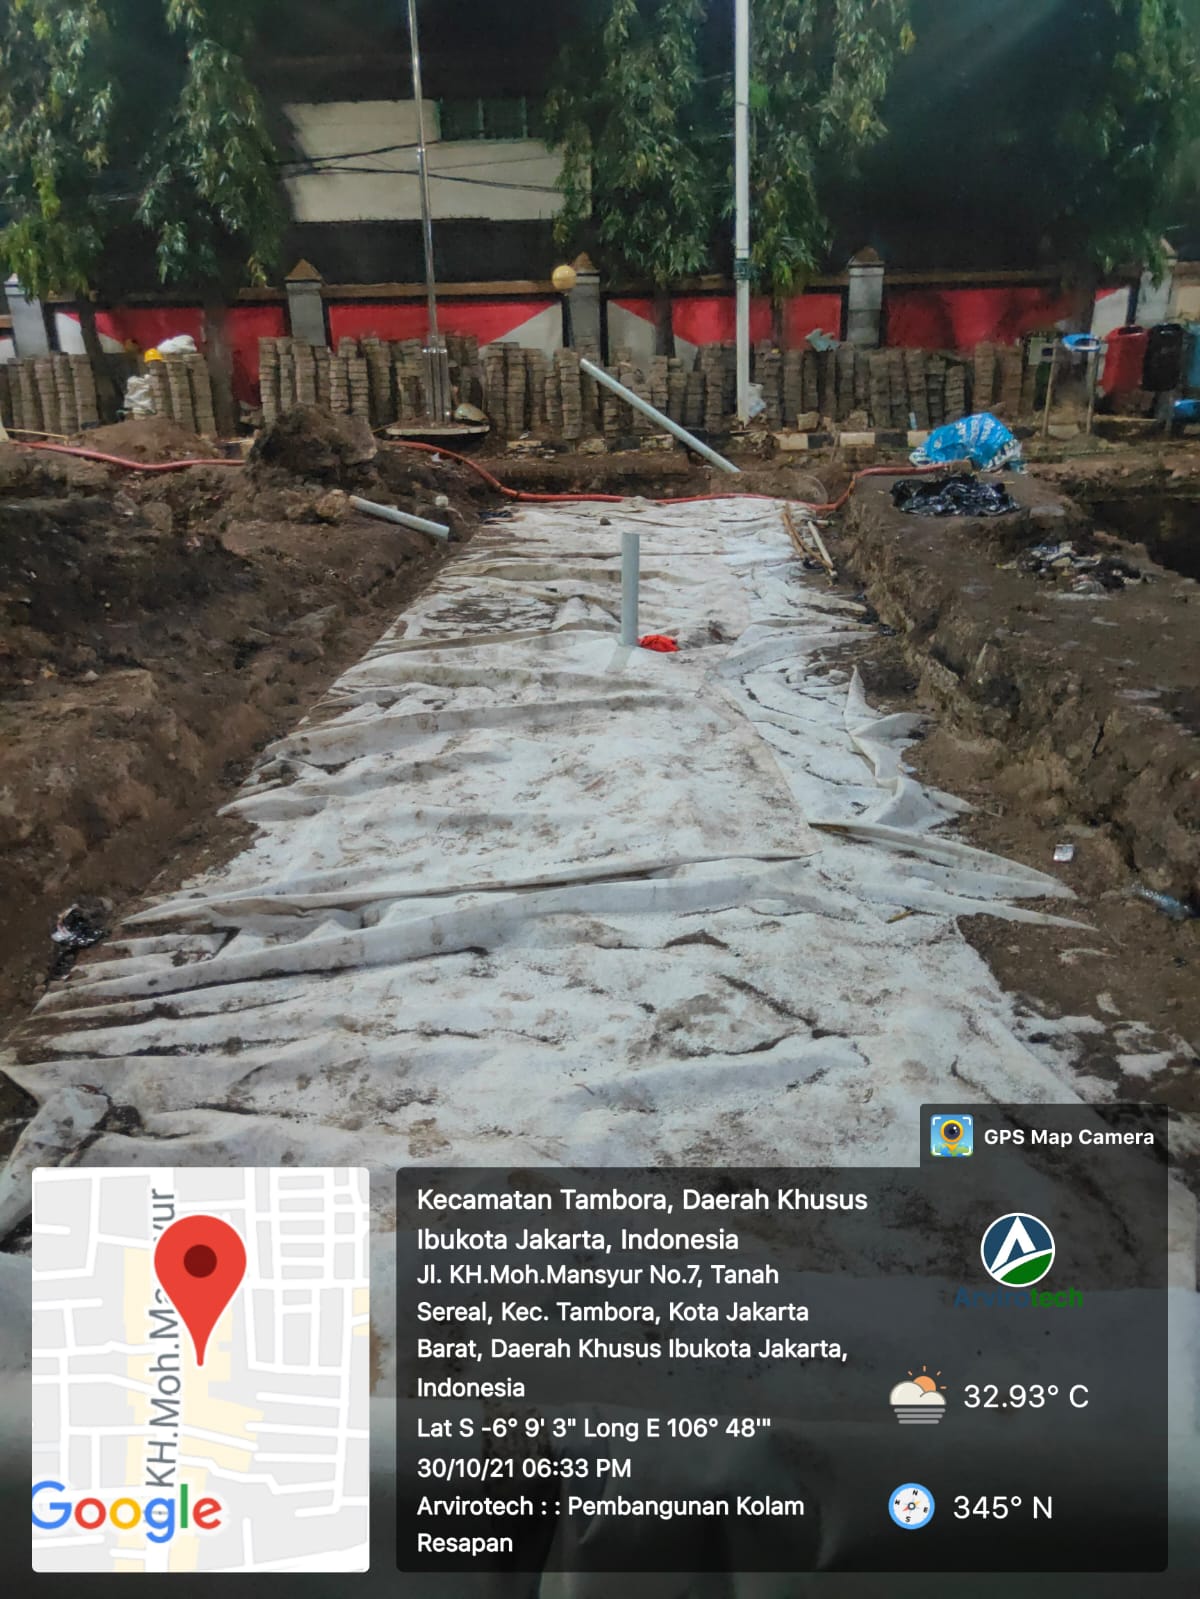 GPS Map Camera
Kecamatan Tambora, Daerah Khusus
Ibukota Jakarta, Indonesia
Jl. KH.Moh.Mansyur No.7, Tanah
Sereal, Kec. Tambora, Kota Jakarta
Barat, Daerah Khusus Ibukota Jakarta,
Indonesia
Lat S -6° 9' 3" Long E 106° 48'"
30/10/21 06:33 PM
Arvirotech : : Pembangunan Kolam
Resapan
Arvirotech
32.93° C
345° N
KH.Moh.Ma yur
Google